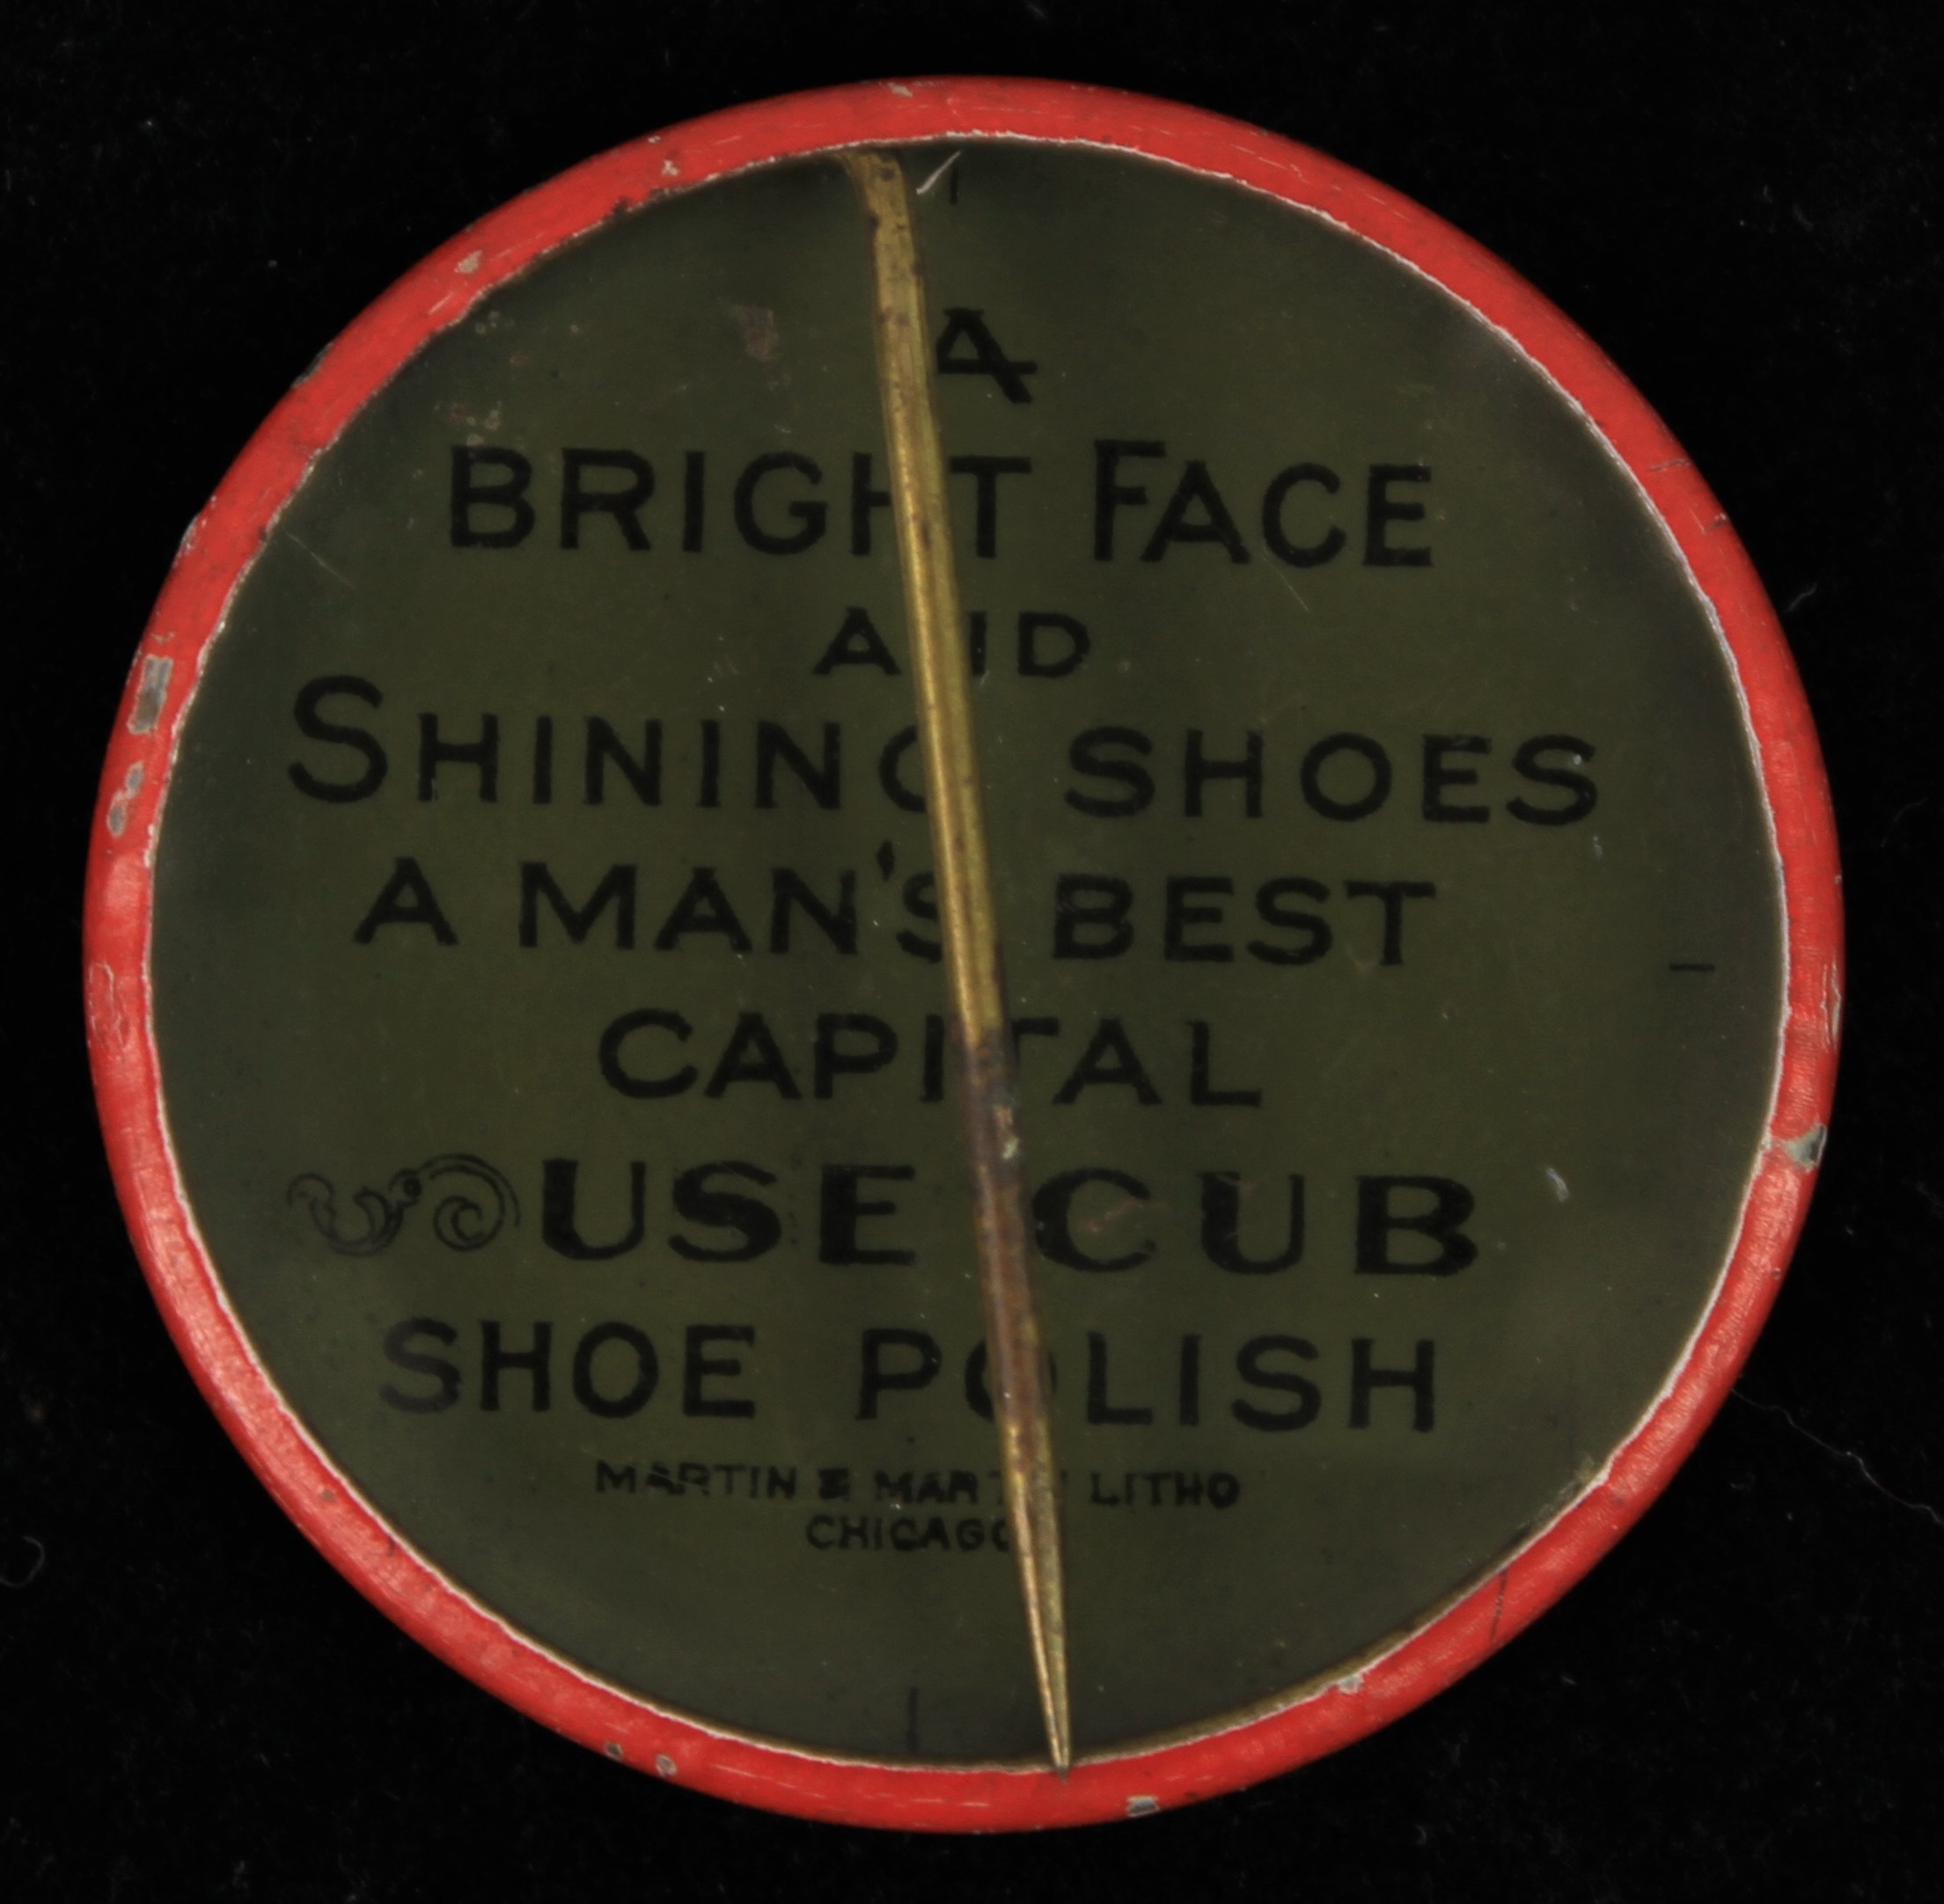 A
BRIGHT FACE
AND
SHINING SHOES
A MAN'S BEST
CAPITAL
USE CUB
SHOE POLISH
MARTIN & MARTIN LITHO
CHICAGO